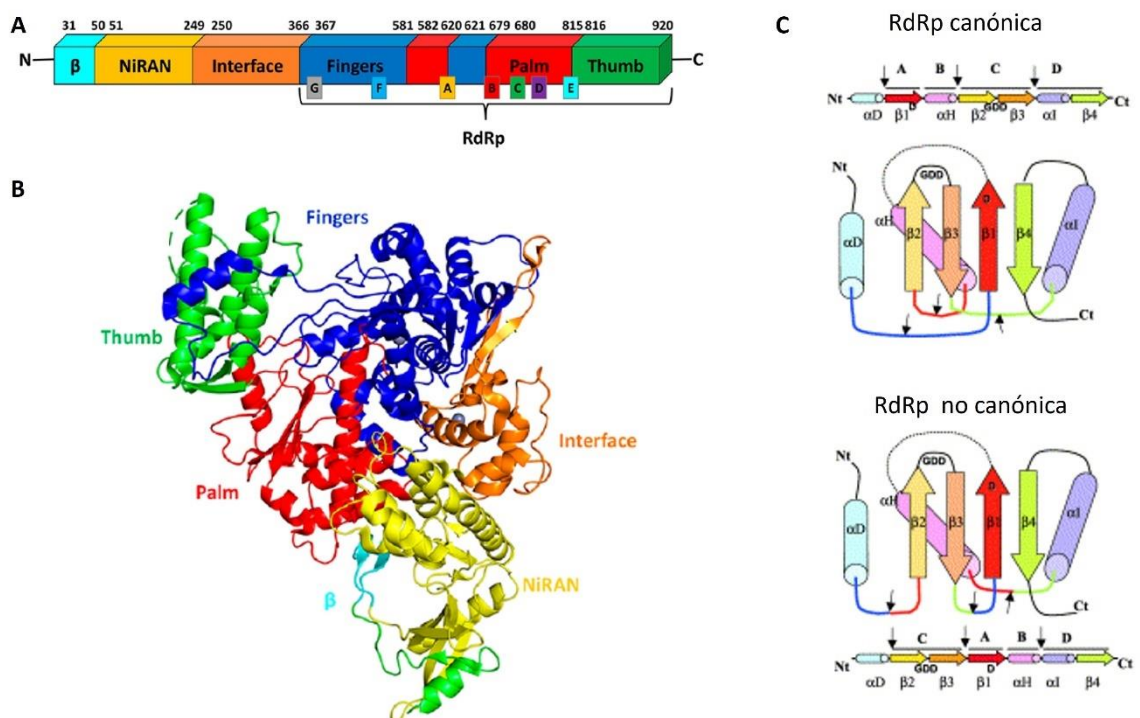 A
31 50 51 249 250 366 367 581 582 620 621 679 680 815 816 920
N
β
NiRAN
Interface
Fingers
Palm
Thumb
C
G
F
A
B
C
D
E
RdRp
B
Fingers
Thumb
Interface
Palm
NiRAN
β
C
RdRp canónica
A B C D
Nt
D
GDD
Ct
αD β1 αH β2 β3 αI β4
Nt
GDD
D
αH
αD
β2
β3
β1
β4
αI
Ct
RdRp no canónica
Nt
GDD
D
αH
αD
β2
β3
β1
β4
αI
Ct
C A B D
Nt
GDD
D
Ct
αD β2 β3 β1 αH αI β4